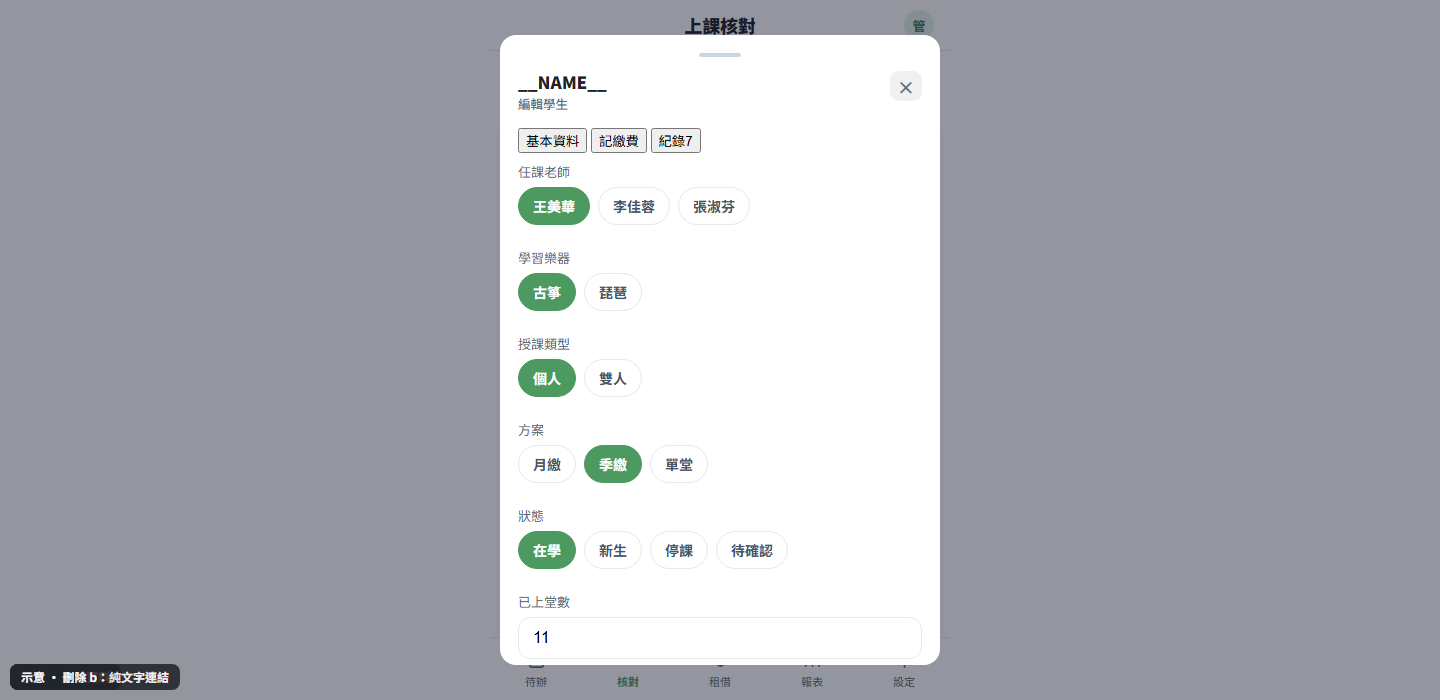 上課核對
管
__NAME__
編輯學生
基本資料 記繳費 紀錄7
任課老師
王美華 李佳蓉 張淑芬
學習樂器
古箏 琵琶
授課類型
個人 雙人
方案
月繳 季繳 單堂
狀態
在學 新生 停課 待確認
已上堂數
11
待辦 核對 租借 報表 設定
示意 · 刪除 b：純文字連結